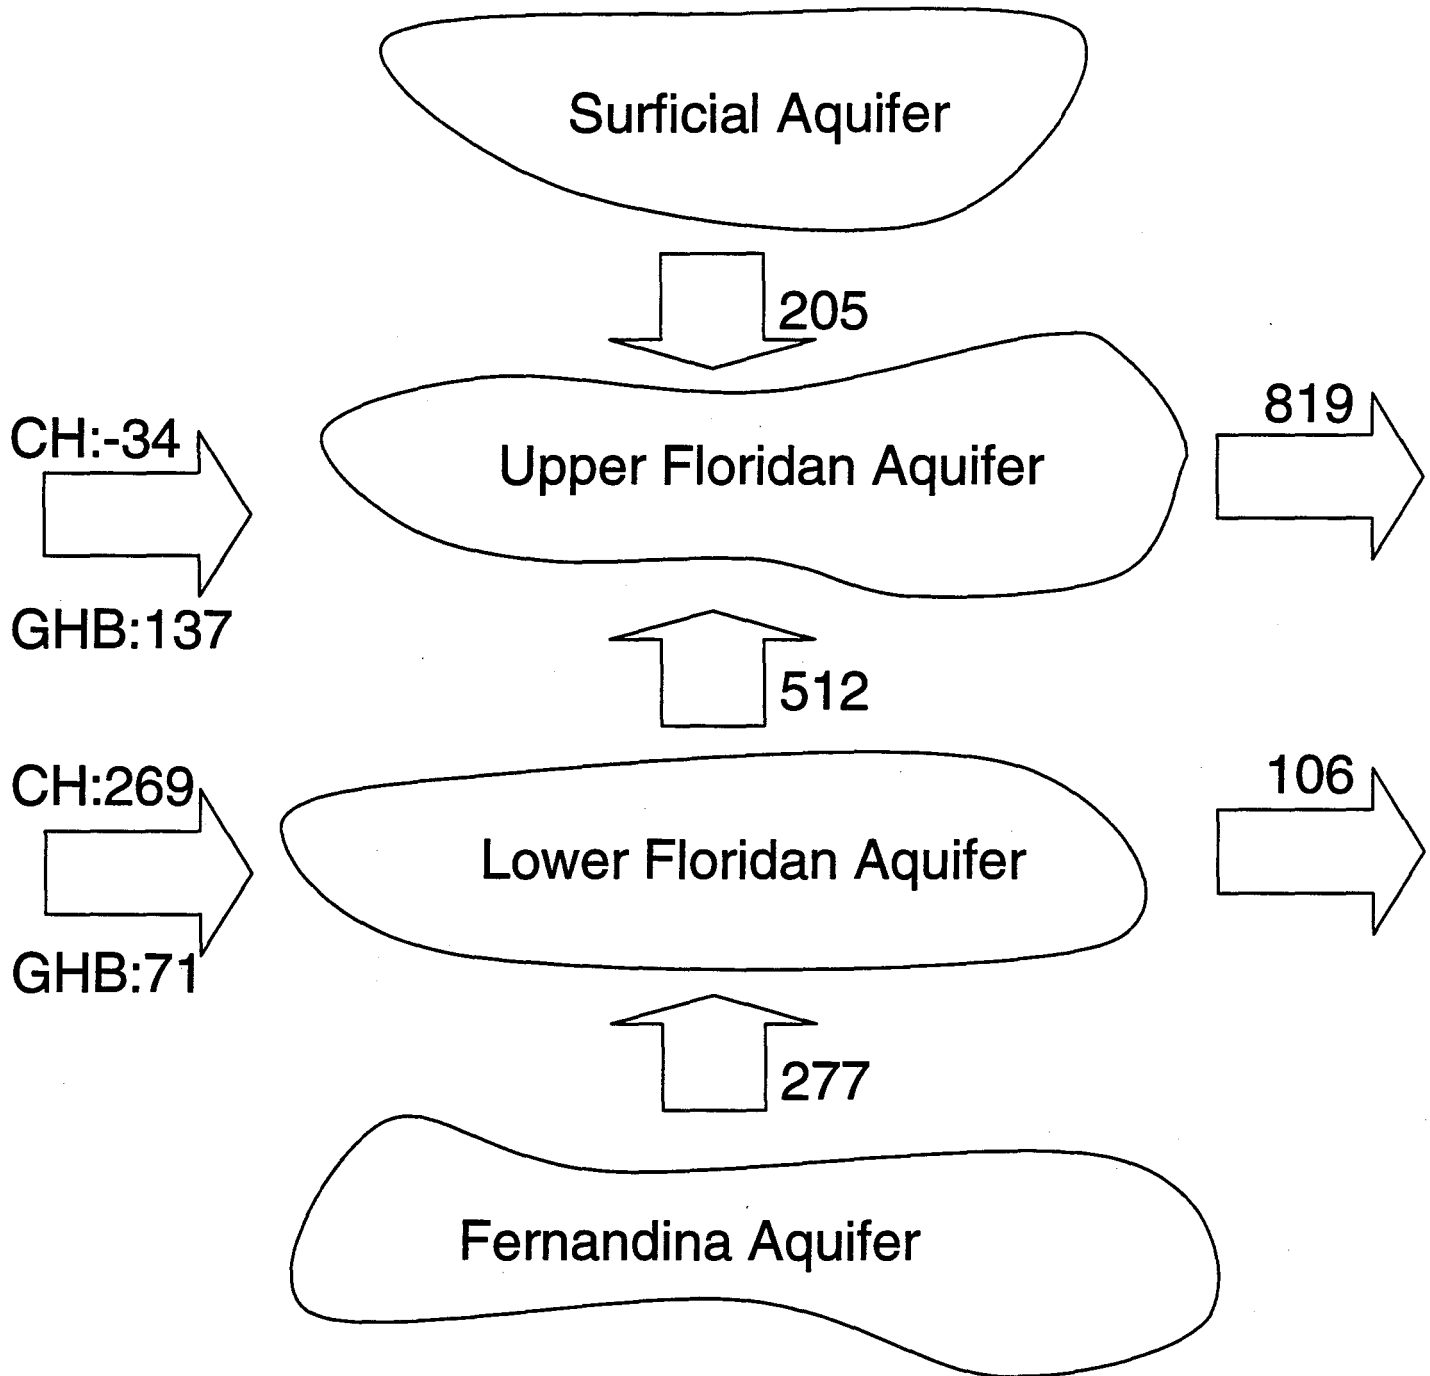 Surficial Aquifer
205
819
CH:-34
Upper Floridan Aquifer
GHB:137
512
CH:269
106
Lower Floridan Aquifer
GHB:71
277
Fernandina Aquifer